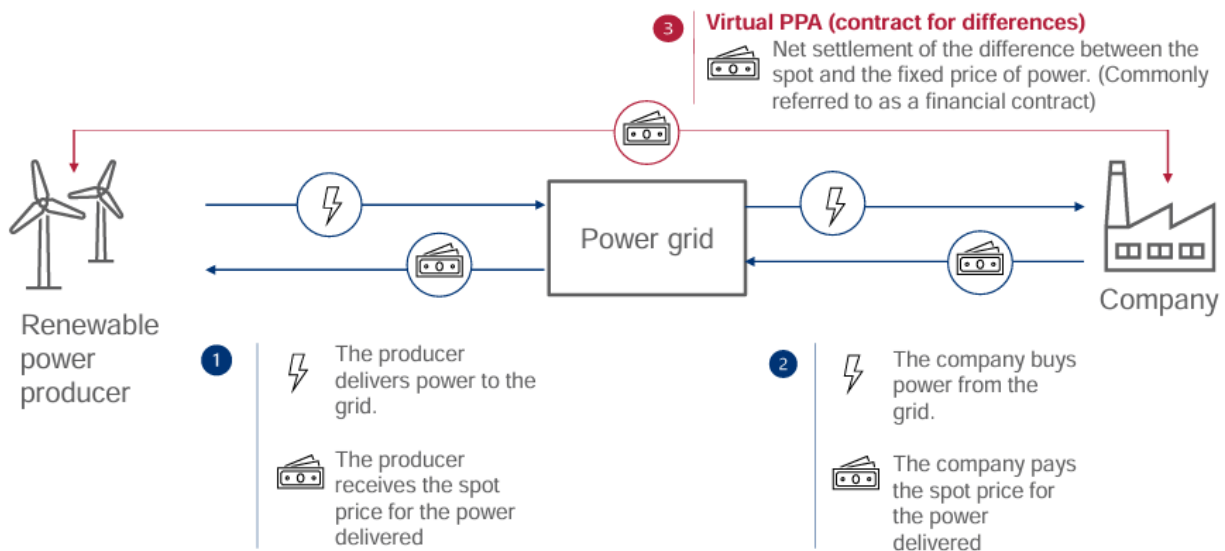 3
Virtual PPA (contract for differences)
Net settlement of the difference between the
spot and the fixed price of power. (Commonly
referred to as a financial contract)
Power grid
Renewable
power
producer
Company
1
The producer
delivers power to the
grid.
The producer
receives the spot
price for the power
delivered
2
The company buys
power from the
grid.
The company pays
the spot price for
the power
delivered